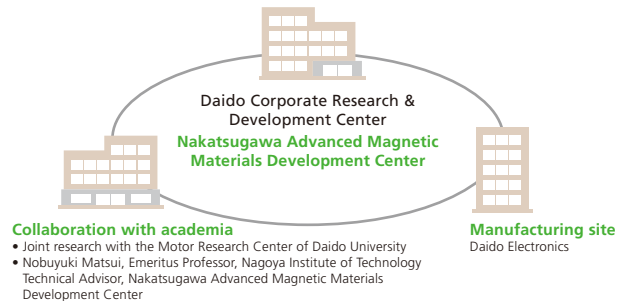 Daido Corporate Research &
Development Center
Nakatsugawa Advanced Magnetic
Materials Development Center
Collaboration with academia
• Joint research with the Motor Research Center of Daido University
• Nobuyuki Matsui, Emeritus Professor, Nagoya Institute of Technology
Technical Advisor, Nakatsugawa Advanced Magnetic Materials
Development Center
Manufacturing site
Daido Electronics